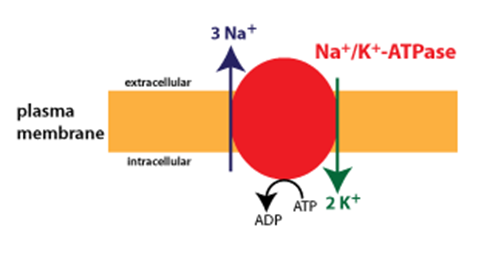 3 Na⁺
Na⁺/K⁺-ATPase
extracellular
plasma
membrane
intracellular
ATP
2 K⁺
ADP